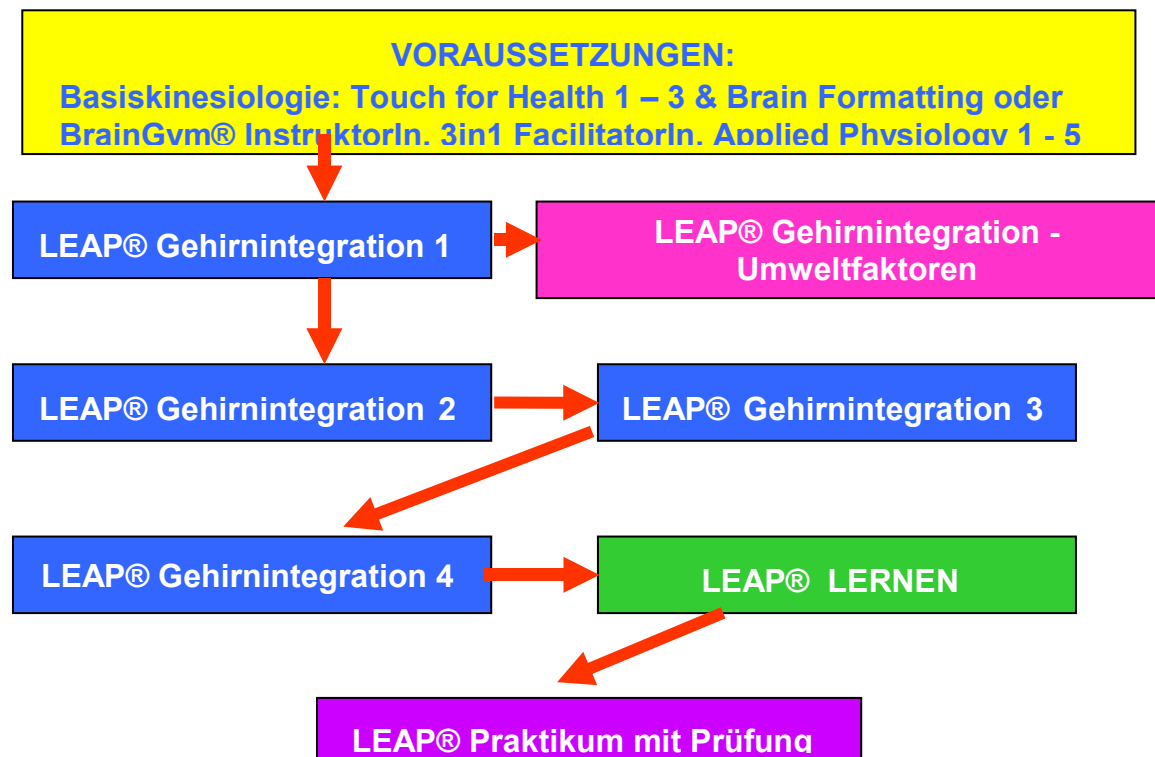 VORAUSSETZUNGEN:
Basiskinesiologie: Touch for Health 1 – 3 & Brain Formatting oder
BrainGym® InstruktorIn, 3in1 FacilitatorIn, Applied Physiology 1 - 5
LEAP® Gehirnintegration 1
LEAP® Gehirnintegration -
Umweltfaktoren
LEAP® Gehirnintegration 2
LEAP® Gehirnintegration 3
LEAP® Gehirnintegration 4
LEAP® LERNEN
LEAP® Praktikum mit Prüfung